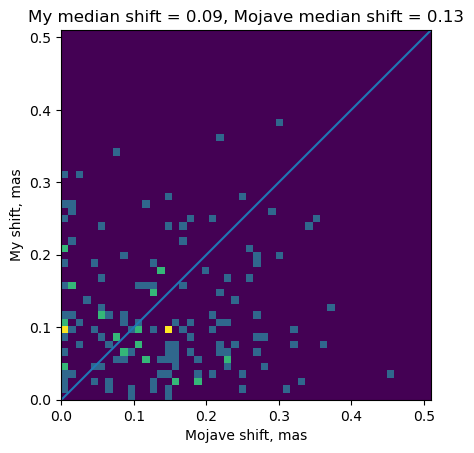 My median shift = 0.09, Mojave median shift = 0.13
0.5
0.4
0.3
0.2
0.1
0.0
My shift, mas
0.0 0.1 0.2 0.3 0.4 0.5
Mojave shift, mas